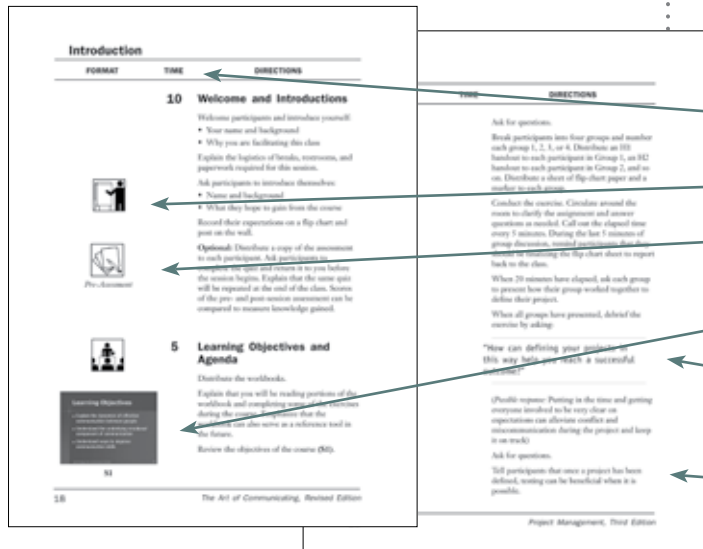 Introduction
FORMAT TIME DIRECTIONS
10 Welcome and Introductions
Welcome participants and introduce yourself:
• Your name and background
• Why you are facilitating this class
Explain the logistics of breaks, restrooms, and
paperwork required for this session.
Ask participants to introduce themselves:
• Name and background
• What they hope to gain from the course
Record their expectations on a flip chart and
post on the wall.
Optional: Distribute a copy of the assessment
to each participant. Ask participants to
complete the quiz and return it to you before
the session begins. Explain that the same quiz
will be repeated at the end of the class. Scores
of the pre- and post-session assessment can be
compared to measure knowledge gained.
Pre-Assessment
5 Learning Objectives and
Agenda
Distribute the workbooks.
Explain that you will be reading portions of the
workbook and completing some of the exercises
during the course. Emphasize that the
workbook can also serve as a reference tool in
the future.
Review the objectives of the course (S1).
Learning Objectives
S1
18 The Art of Communicating, Revised Edition
TIME DIRECTIONS
Ask for questions.
Break participants into four groups and number
each group 1, 2, 3, or 4. Distribute an H1
handout to each participant in Group 1, an H2
handout to each participant in Group 2, and so
on. Distribute a sheet of flip chart paper and a
marker to each group.
Conduct the exercise. Circulate around the
room to clarify the assignment and answer
questions as needed. Call out the elapsed time
every 5 minutes. During the last 5 minutes of
group discussion, remind participants that they
should be finalizing the flip chart sheet to report
back to the class.
When 20 minutes have elapsed, ask each group
to present how their group worked together to
define their project.
When all groups have presented, debrief the
exercise by asking:
"How can defining your projects in
this way help you reach a successful
outcome?"
(Possible response: Putting in the time and getting
everyone involved to be very clear on
expectations can alleviate conflict and
miscommunication during the project and keep
it on track)
Ask for questions.
Tell participants that once a project has been
defined, testing can be beneficial when it is
possible.
Project Management, Third Edition